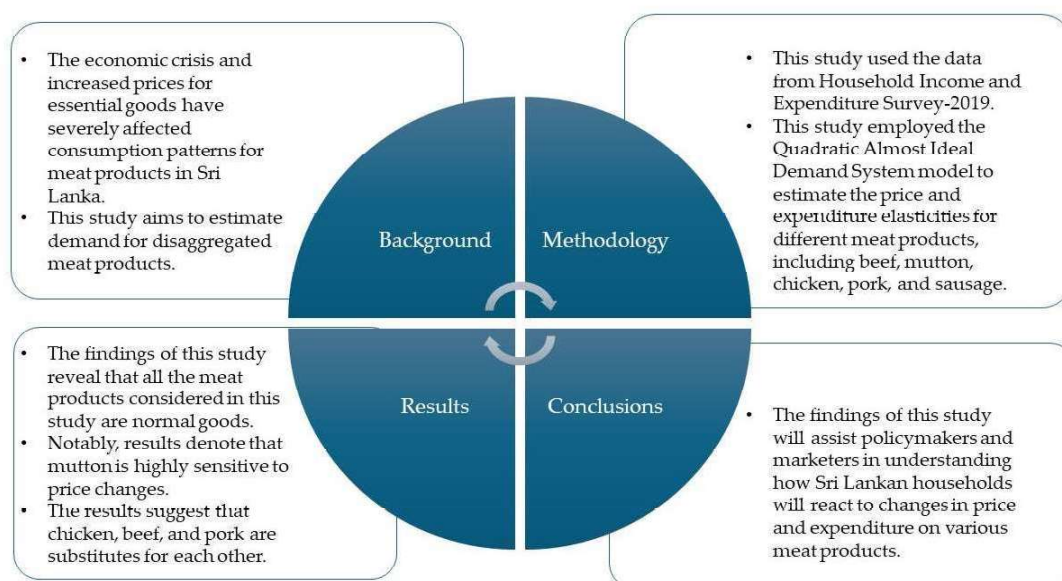 • The economic crisis and
increased prices for
essential goods have
severely affected
consumption patterns for
meat products in Sri
Lanka.
• This study aims to estimate
demand for disaggregated
meat products.
Background
Methodology
• This study used the data
from Household Income and
Expenditure Survey-2019.
• This study employed the
Quadratic Almost Ideal
Demand System model to
estimate the price and
expenditure elasticities for
different meat products,
including beef, mutton,
chicken, pork, and sausage.
• The findings of this study
reveal that all the meat
products considered in this
study are normal goods.
• Notably, results denote that
mutton is highly sensitive to
price changes.
• The results suggest that
chicken, beef, and pork are
substitutes for each other.
Results
Conclusions
• The findings of this study
will assist policymakers and
marketers in understanding
how Sri Lankan households
will react to changes in price
and expenditure on various
meat products.